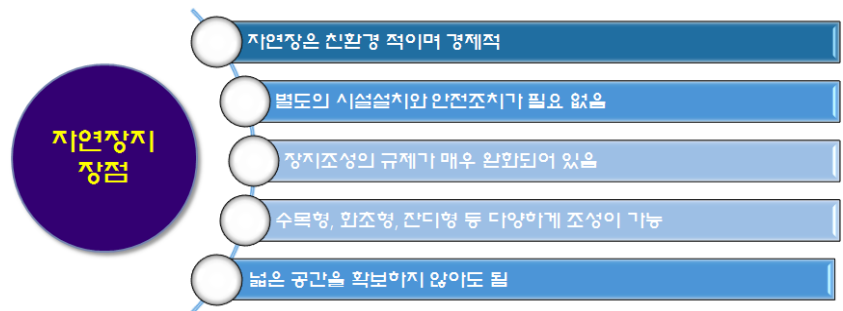 자연장지
장점
자연장은 친환경 적이며 경제적
별도의 시설설치와 안전조치가 필요 없음
장지조성의 규제가 매우 완화되어 있음
수목형, 화조형, 잔디형 등 다양하게 조성이 가능
넓은 공간을 확보하지 않아도 됨